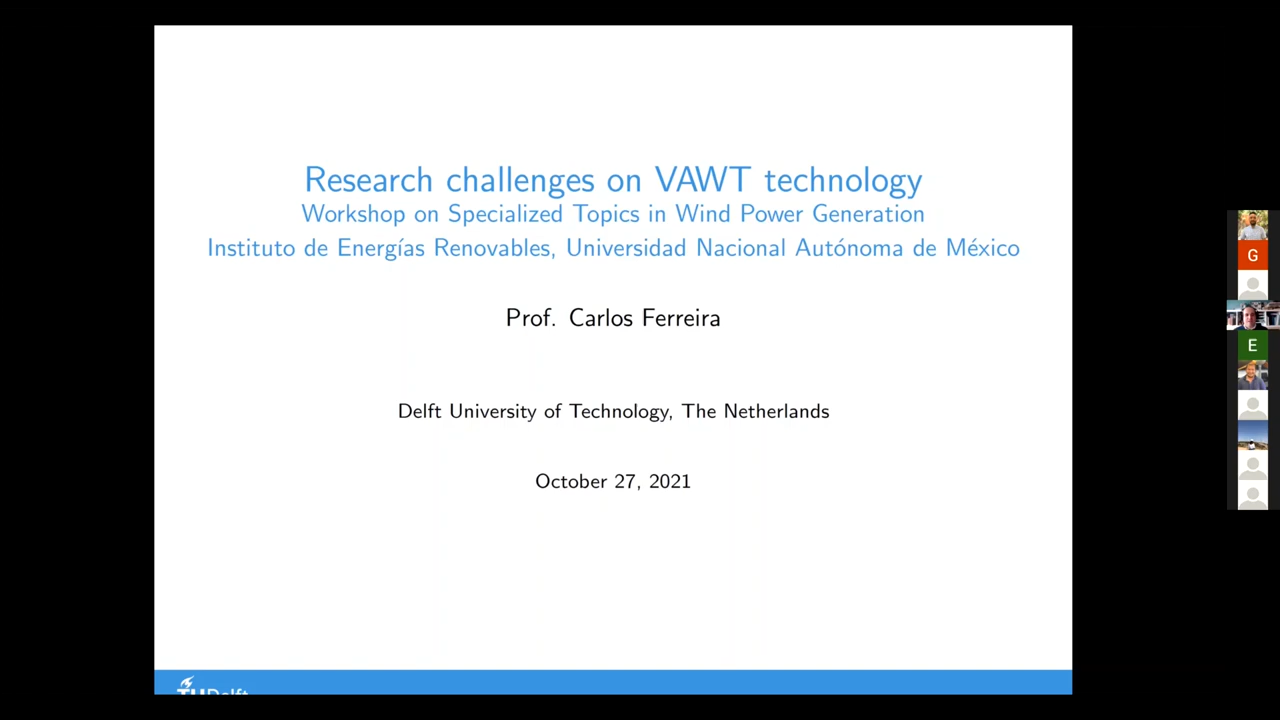 Research challenges on VAWT technology
Workshop on Specialized Topics in Wind Power Generation
Instituto de Energías Renovables, Universidad Nacional Autónoma de México
Prof. Carlos Ferreira
Delft University of Technology, The Netherlands
October 27, 2021
G
E
TUDelft